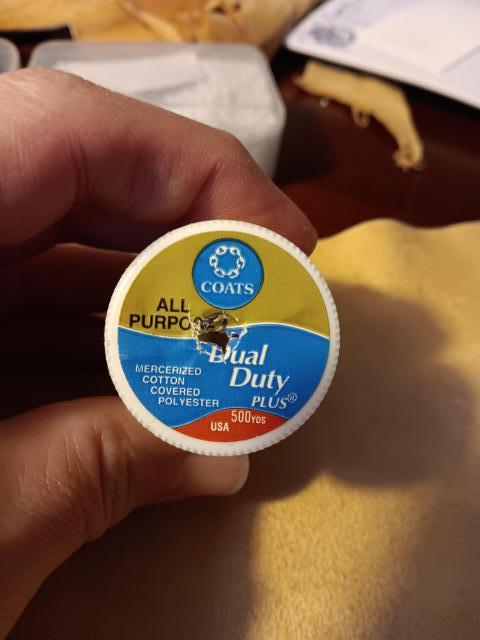 COATS
ALL
PURPO
Dual
Duty
PLUS®
MERCERIZED
COTTON
COVERED
POLYESTER
500YDS
USA